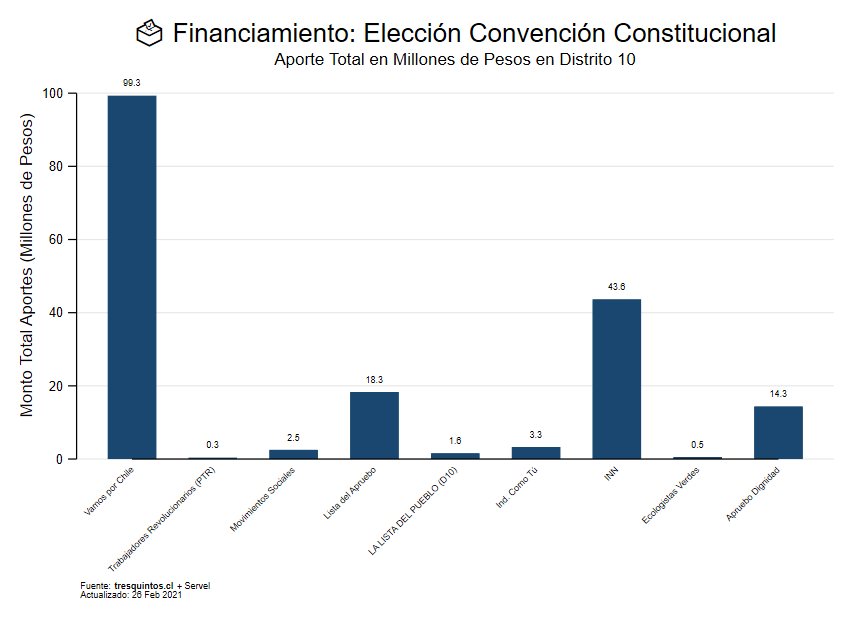 Financiamiento: Elección Convención Constitucional
Aporte Total en Millones de Pesos en Distrito 10
Monto Total Aportes (Millones de Pesos)
100
80
60
40
20
0
99.3
0.3
2.5
18.3
1.6
3.3
43.6
0.5
14.3
Vamos por Chile
Trabajadores Revolucionarios (PTR)
Movimientos Sociales
Lista del Apruebo
LA LISTA DEL PUEBLO (D10)
Ind. Como Tú
INN
Ecologistas Verdes
Apruebo Dignidad
Fuente: tresquintos.cl + Servel
Actualizado: 26 Feb 2021